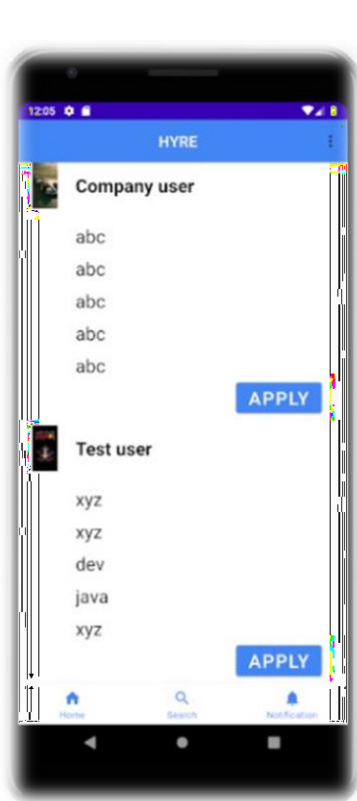 12:05
HYRE
Company user
abc
abc
abc
abc
abc
APPLY
Test user
xyz
xyz
dev
java
xyz
APPLY
Home Search Notification